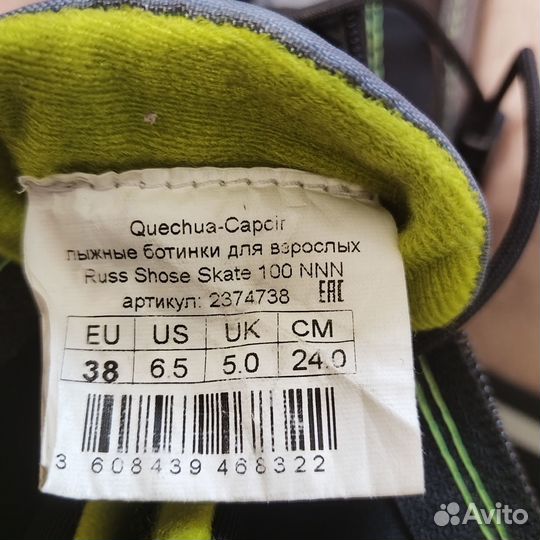 Quechua-Capcir
лыжные ботинки для взрослых
Russ Shose Skate 100 NNN
артикул: 2374738 EAC
EU US UK CM
38 6.5 5.0 24.0
3 608439 468322
Avito